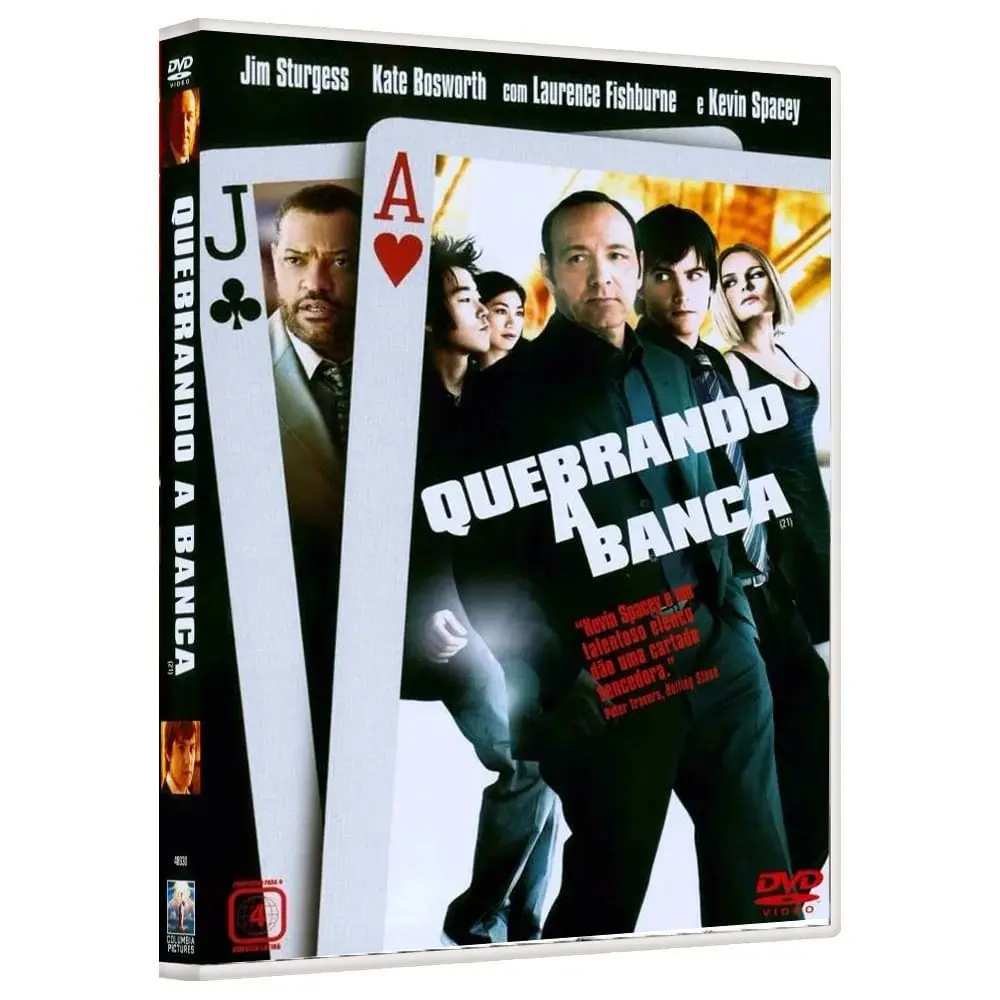 Jim Sturgess Kate Bosworth com Laurence Fishburne e Kevin Spacey
J
A
QUEBRANDO
A
BANCA
(21)
"Kevin Spacey e um
talentoso elenco
dão uma cartada
vencedora."
Peter Travers, Rolling Stone
DVD
VIDEO
4
DVD
VIDEO
QUEBRANDO A BANCA
(21)
COLUMBIA
PICTURES